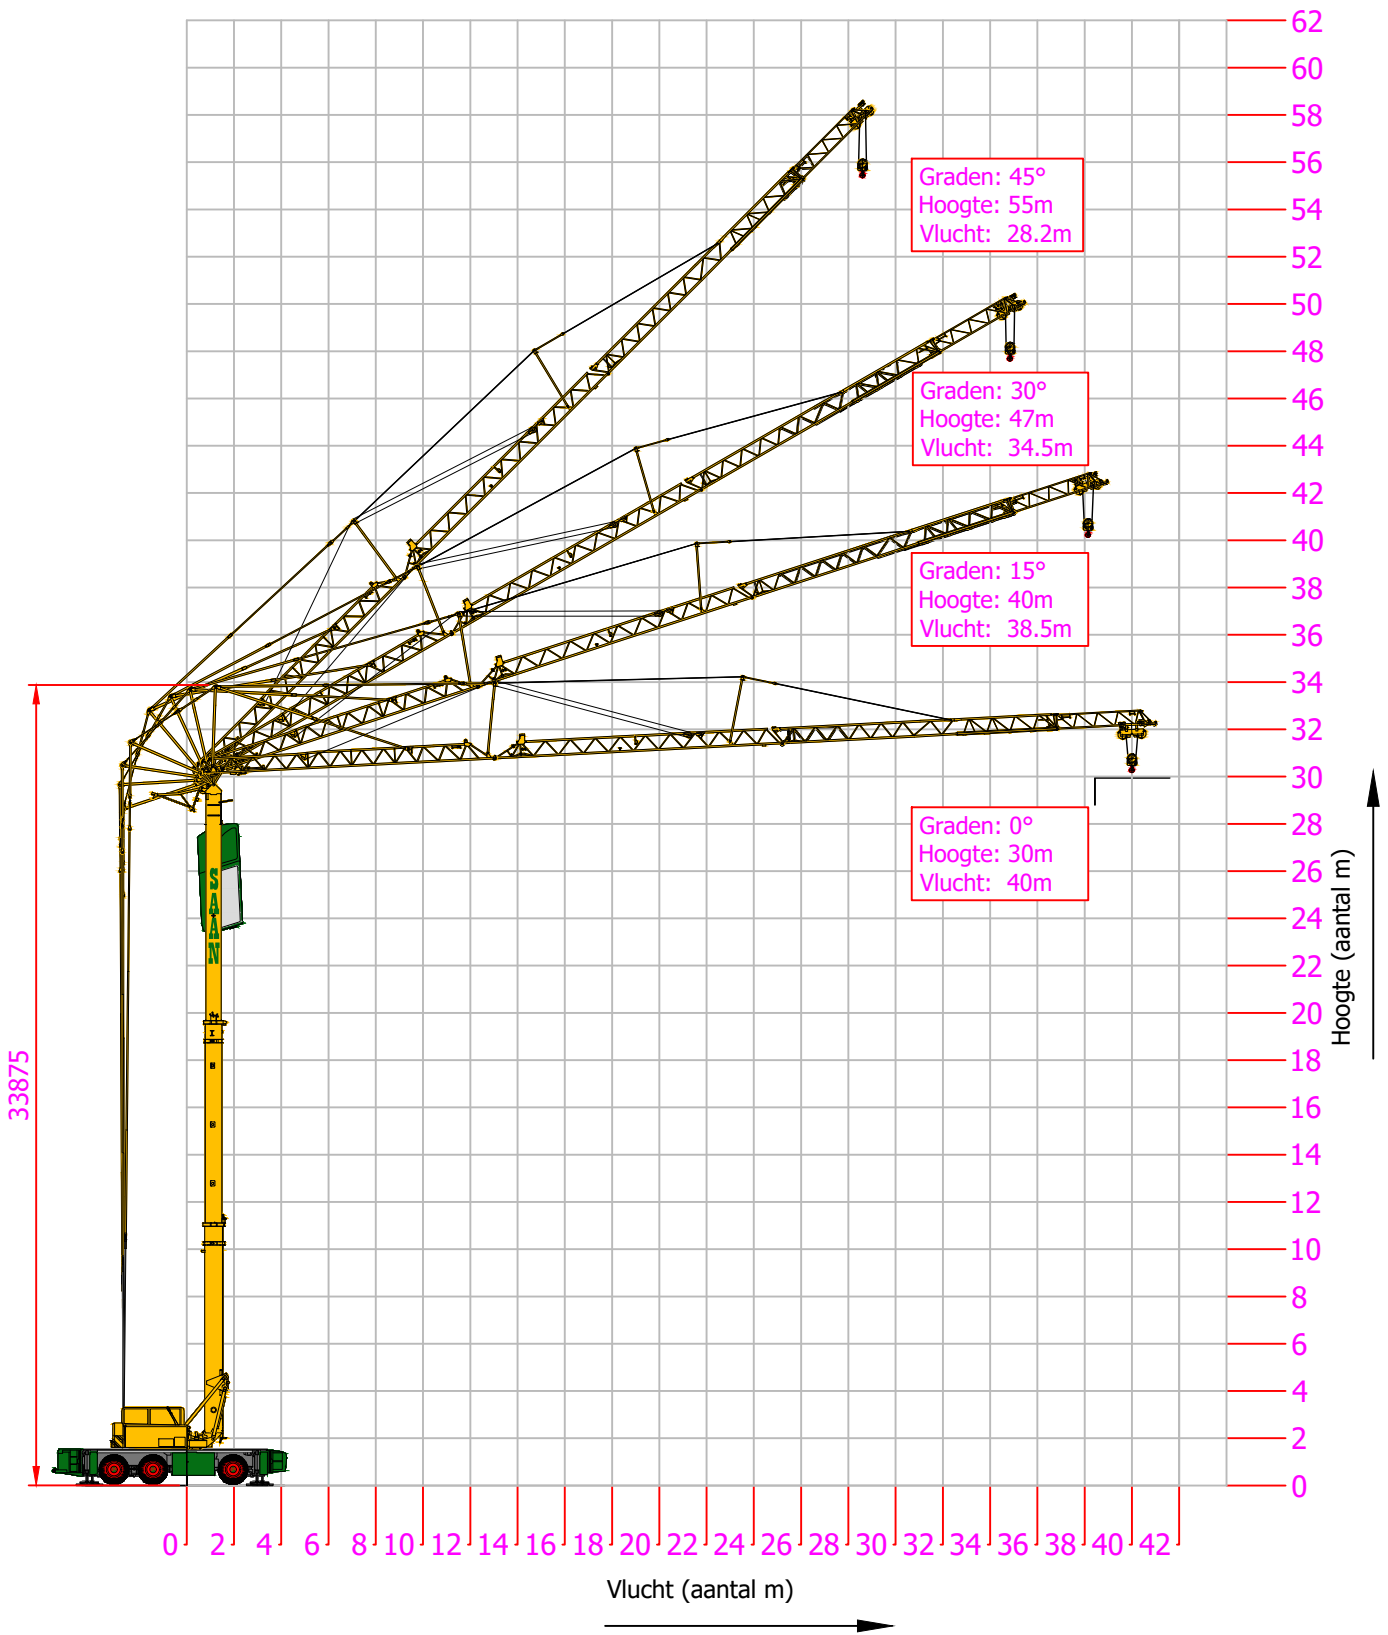 62
60
58
56
54
52
50
48
46
44
42
40
38
36
34
32
30
28
26
24
22
20
18
16
14
12
10
8
6
4
2
0
Graden: 45°
Hoogte: 55m
Vlucht: 28.2m
Graden: 30°
Hoogte: 47m
Vlucht: 34.5m
Graden: 15°
Hoogte: 40m
Vlucht: 38.5m
Graden: 0°
Hoogte: 30m
Vlucht: 40m
SAAN
33875
Hoogte (aantal m)
0 2 4 6 8 10 12 14 16 18 20 22 24 26 28 30 32 34 36 38 40 42
Vlucht (aantal m)